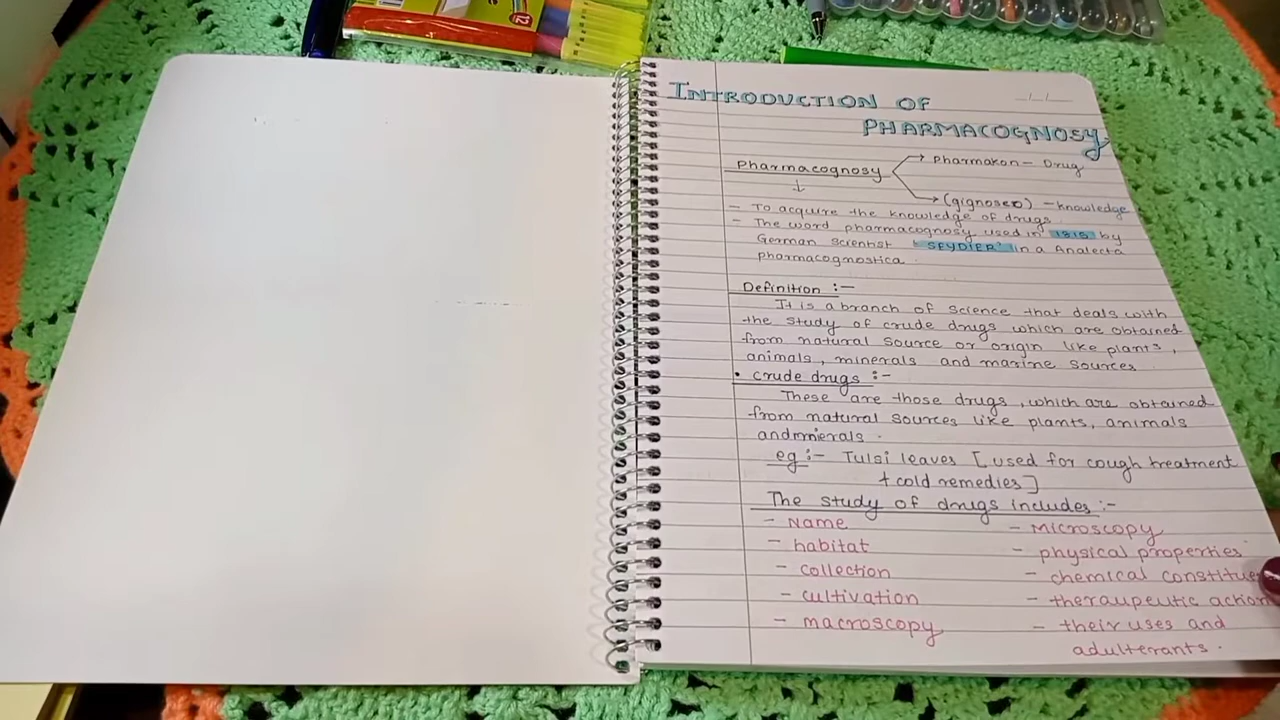 INTRODUCTION OF
PHARMACOGNOSY
Pharmacognosy → Pharmakon - Drug
→ (gignosco) - knowledge
- To acquire the knowledge of drugs
- The word pharmacognosy used in 1815 by
German Scientist "SEYDLER" in a Analecta
pharmacognostica.
Definition :-
It is a branch of science that deals with
the study of crude drugs which are obtained
from natural source or origin like plants,
animals, minerals and marine sources
• Crude drugs :-
These are those drugs, which are obtained
from natural sources like plants, animals
and mnierals.
eg :- Tulsi leaves [used for cough treatment
+ cold remedies]
The study of drugs includes :-
- Name
- habitat
- collection
- cultivation
- macroscopy
- Microscopy
- physical properties
- chemical constitue
- theraupeutic action
- their uses and
adulterants.
12